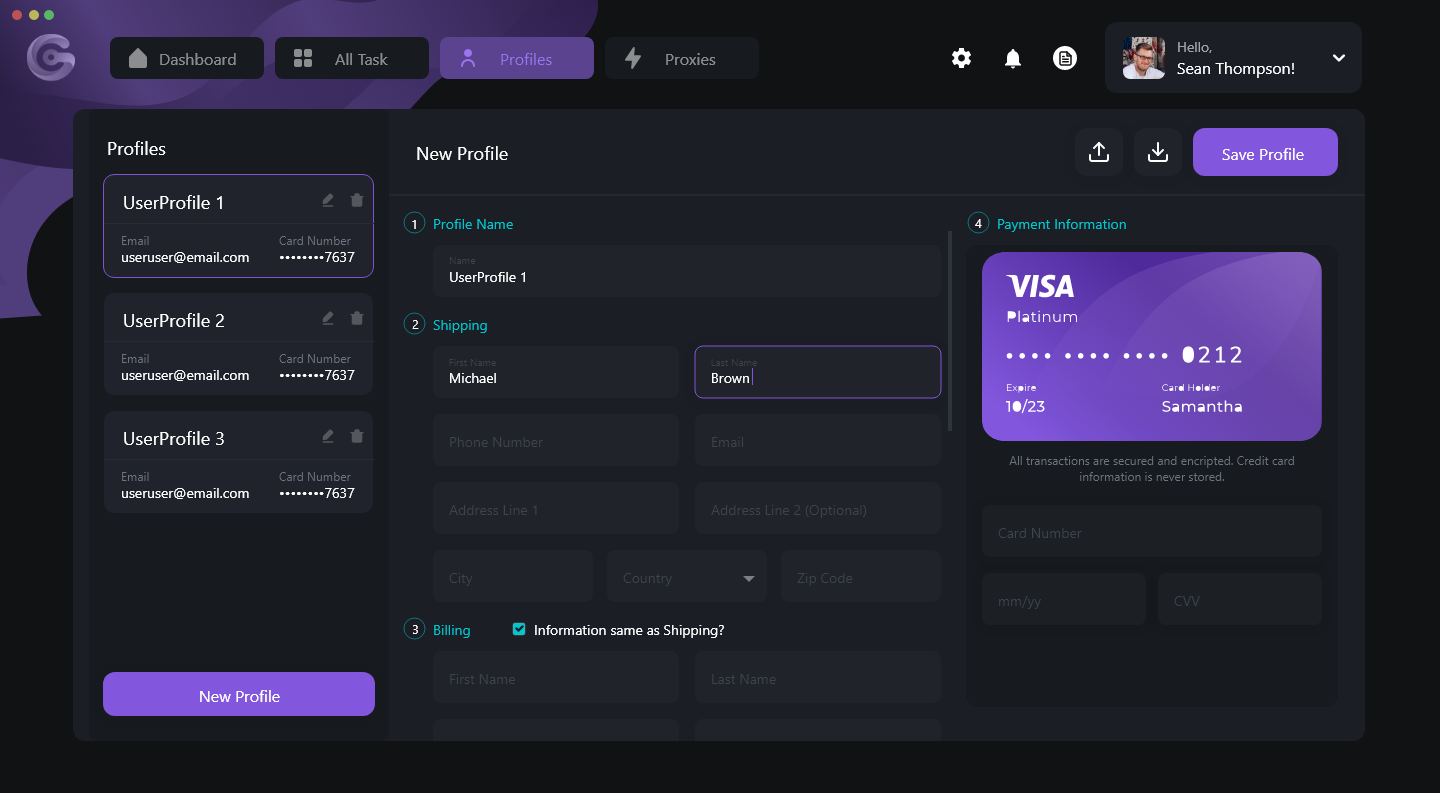 Dashboard
All Task
Profiles
Proxies
Hello,
Sean Thompson!
Profiles
UserProfile 1
Email
Card Number
useruser@email.com
••••••••7637
UserProfile 2
Email
Card Number
useruser@email.com
••••••••7637
UserProfile 3
Email
Card Number
useruser@email.com
••••••••7637
New Profile
New Profile
Save Profile
1 Profile Name
Name
UserProfile 1
2 Shipping
First Name
Michael
Last Name
Brown
Phone Number
Email
Address Line 1
Address Line 2 (Optional)
City
Country
Zip Code
3 Billing
Information same as Shipping?
First Name
Last Name
4 Payment Information
VISA
Platinum
•••• •••• •••• 0212
Expire
Card Holder
10/23
Samantha
All transactions are secured and encripted. Credit card
information is never stored.
Card Number
mm/yy
CVV